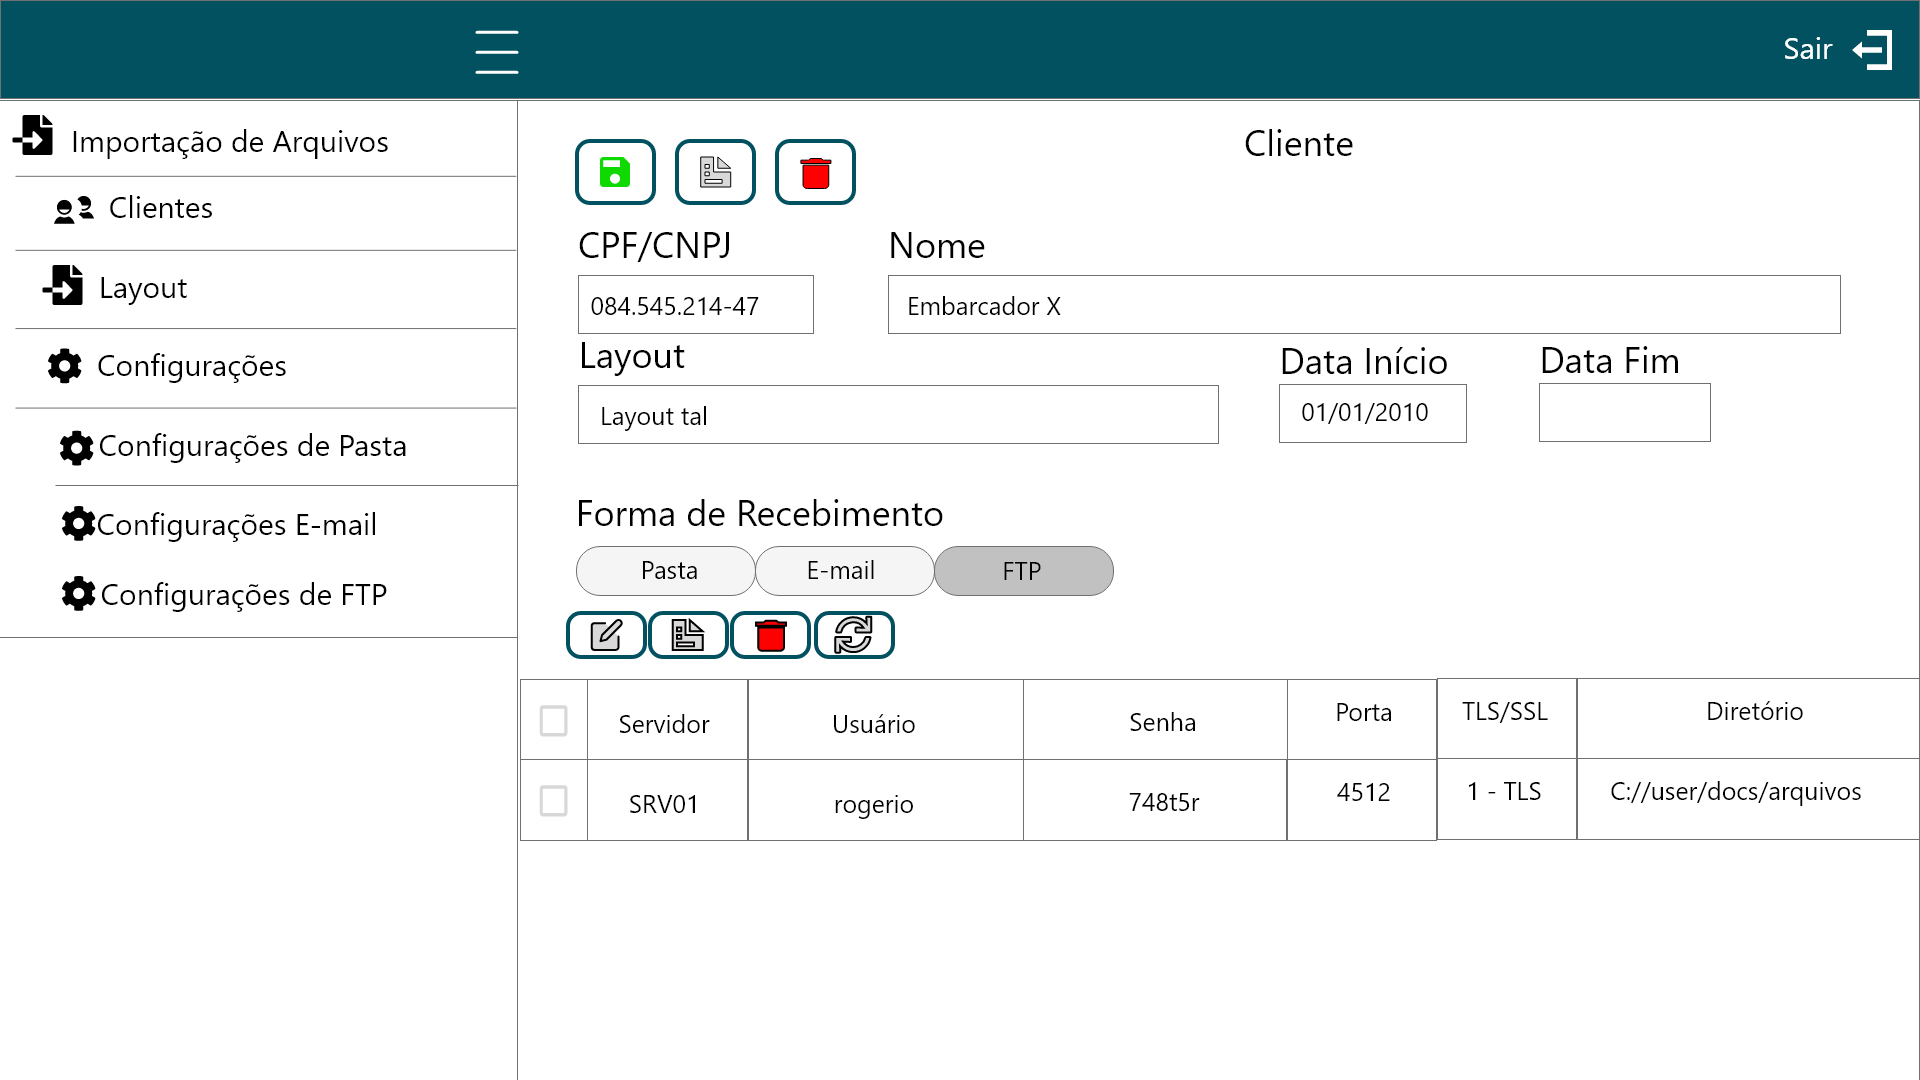 Sair
Importação de Arquivos
Clientes
Layout
Configurações
Configurações de Pasta
Configurações E-mail
Configurações de FTP
Cliente
CPF/CNPJ Nome
084.545.214-47 Embarcador X
Layout Data Início Data Fim
Layout tal 01/01/2010
Forma de Recebimento
Pasta E-mail FTP
Servidor Usuário Senha Porta TLS/SSL Diretório
SRV01 rogerio 748t5r 4512 1 - TLS C://user/docs/arquivos